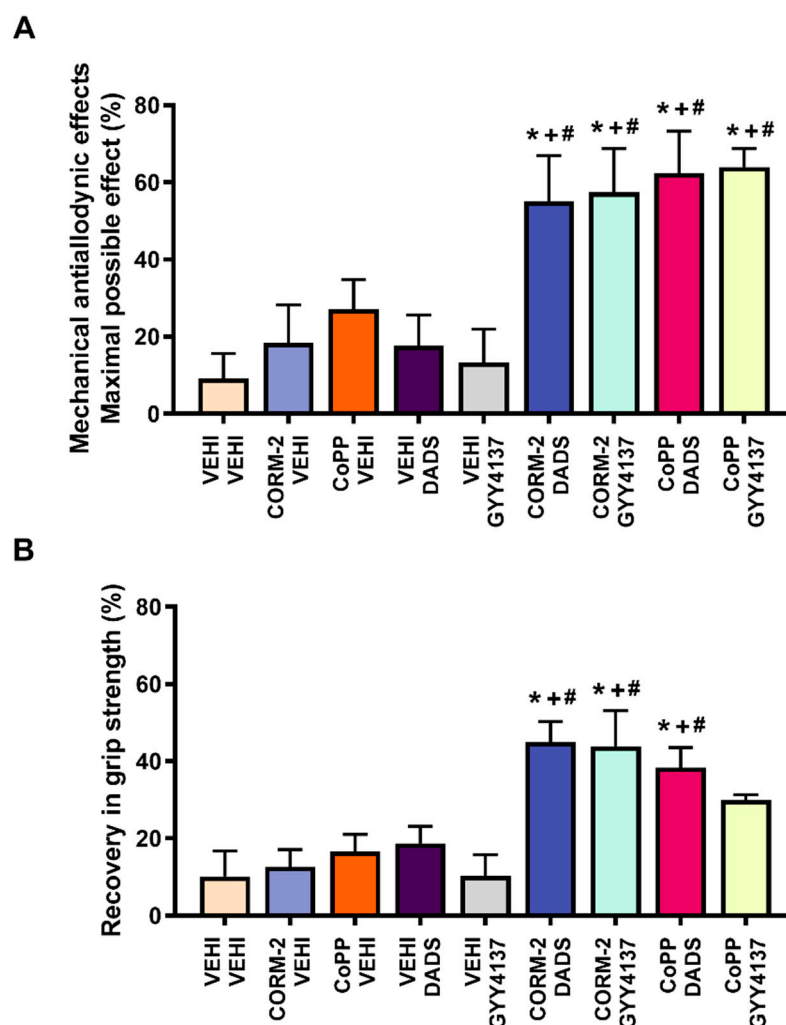 A
Mechanical antiallodynic effects
Maximal possible effect (%)
80
60
40
20
0
*+#
*+#
*+#
*+#
VEHI
VEHI
CORM-2
VEHI
CoPP
VEHI
VEHI
DADS
VEHI
GYY4137
CORM-2
DADS
CORM-2
GYY4137
CoPP
DADS
CoPP
GYY4137
B
Recovery in grip strength (%)
80
60
40
20
0
*+#
*+#
*+#
VEHI
VEHI
CORM-2
VEHI
CoPP
VEHI
VEHI
DADS
VEHI
GYY4137
CORM-2
DADS
CORM-2
GYY4137
CoPP
DADS
CoPP
GYY4137